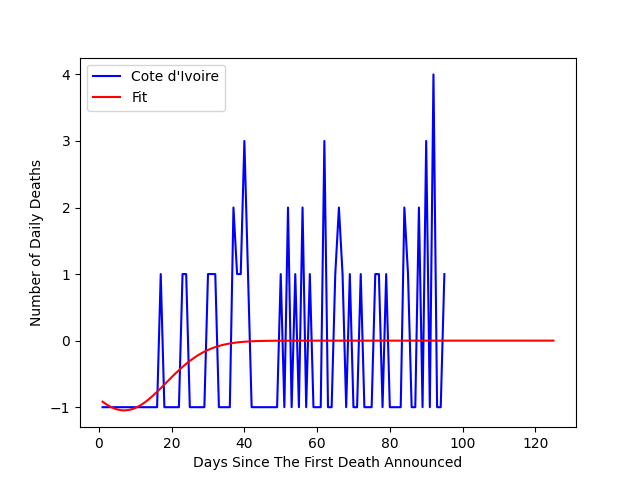 Cote d'Ivoire
Fit
Number of Daily Deaths
4
3
2
1
0
−1
0 20 40 60 80 100 120
Days Since The First Death Announced